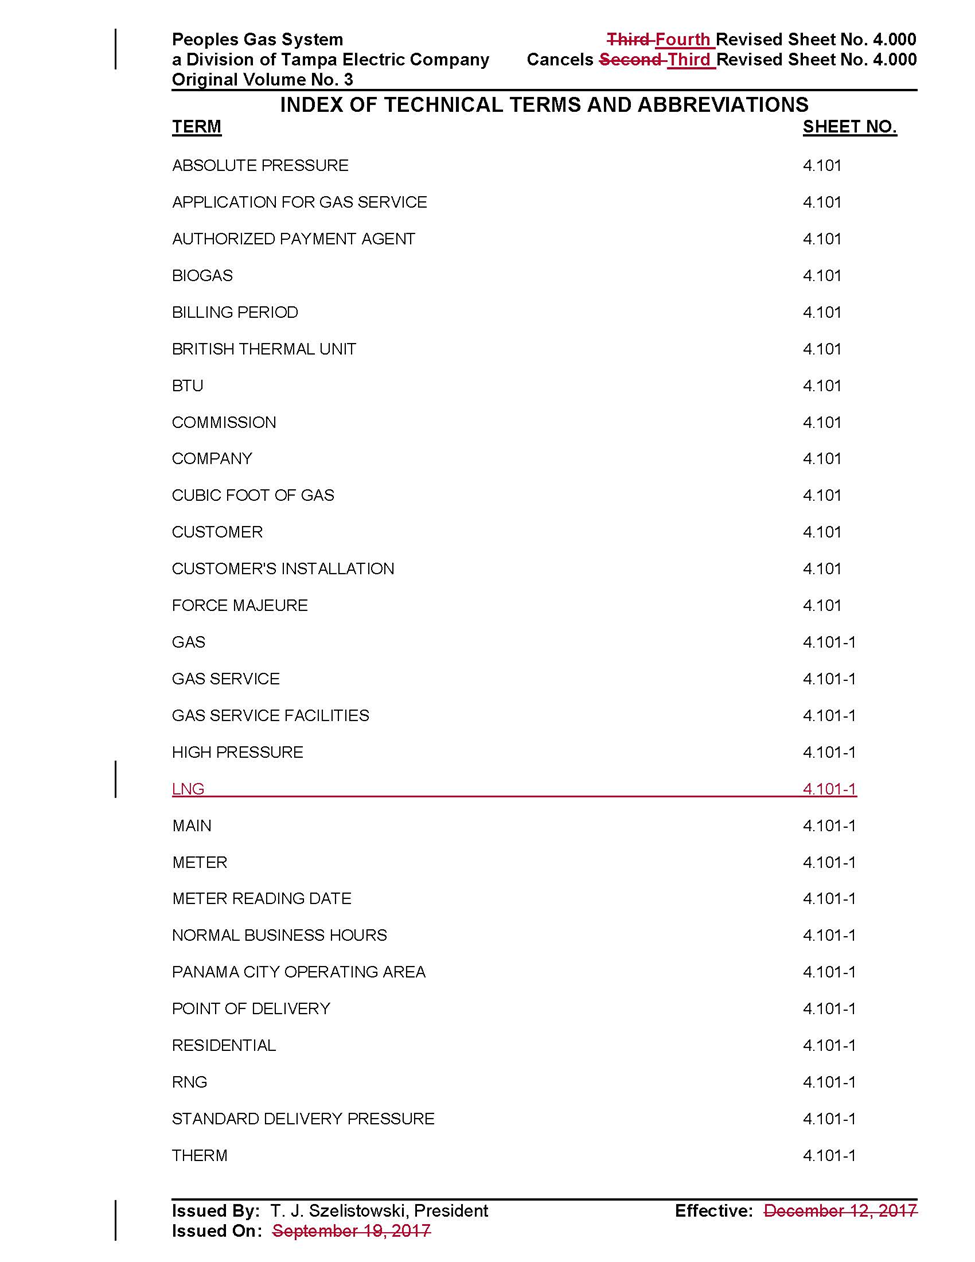 Peoples Gas System Third Fourth Revised Sheet No. 4.000
a Division of Tampa Electric Company Cancels Second Third Revised Sheet No. 4.000
Original Volume No. 3
INDEX OF TECHNICAL TERMS AND ABBREVIATIONS
TERM SHEET NO.
ABSOLUTE PRESSURE 4.101
APPLICATION FOR GAS SERVICE 4.101
AUTHORIZED PAYMENT AGENT 4.101
BIOGAS 4.101
BILLING PERIOD 4.101
BRITISH THERMAL UNIT 4.101
BTU 4.101
COMMISSION 4.101
COMPANY 4.101
CUBIC FOOT OF GAS 4.101
CUSTOMER 4.101
CUSTOMER'S INSTALLATION 4.101
FORCE MAJEURE 4.101
GAS 4.101-1
GAS SERVICE 4.101-1
GAS SERVICE FACILITIES 4.101-1
HIGH PRESSURE 4.101-1
LNG 4.101-1
MAIN 4.101-1
METER 4.101-1
METER READING DATE 4.101-1
NORMAL BUSINESS HOURS 4.101-1
PANAMA CITY OPERATING AREA 4.101-1
POINT OF DELIVERY 4.101-1
RESIDENTIAL 4.101-1
RNG 4.101-1
STANDARD DELIVERY PRESSURE 4.101-1
THERM 4.101-1
Issued By: T. J. Szelistowski, President Effective: December 12, 2017
Issued On: September 19, 2017